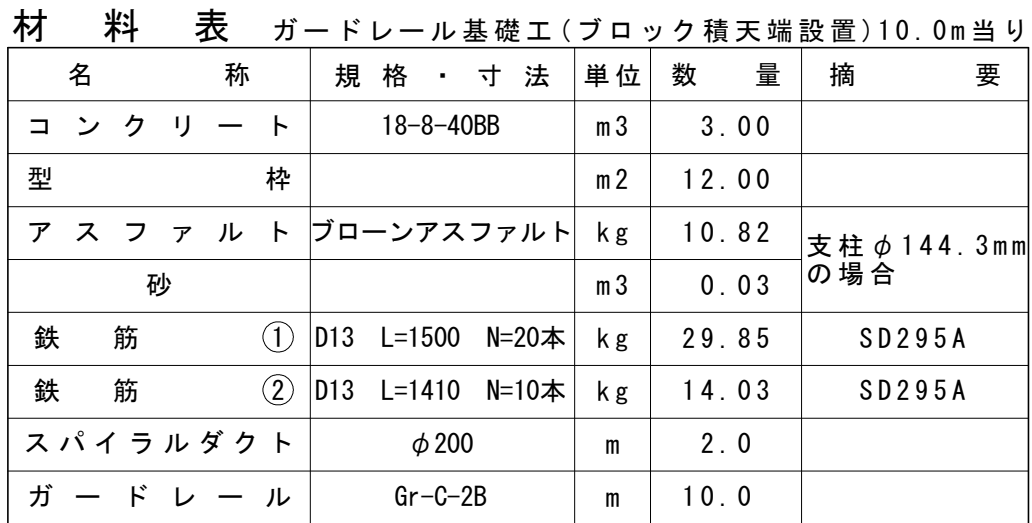 材料表 ガードレール基礎工(ブロック積天端設置)10.0m当り
名称 規格・寸法 単位 数量 摘要
コンクリート 18-8-40BB m3 3.00
型枠 m2 12.00
アスファルト ブローンアスファルト kg 10.82 支柱φ144.3mm
の場合
砂 m3 0.03
鉄筋① D13 L=1500 N=20本 kg 29.85 SD295A
鉄筋② D13 L=1410 N=10本 kg 14.03 SD295A
スパイラルダクト φ200 m 2.0
ガードレール Gr-C-2B m 10.0